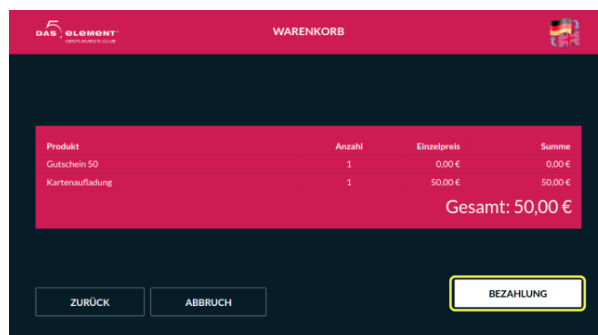 DAS 5. eLeMeNT
GENTLEMEN'S CLUB
WARENKORB
Produkt Anzahl Einzelpreis Summe
Gutschein 50 1 0,00 € 0,00 €
Kartenaufladung 1 50,00 € 50,00 €
Gesamt: 50,00 €
ZURÜCK ABBRUCH BEZAHLUNG